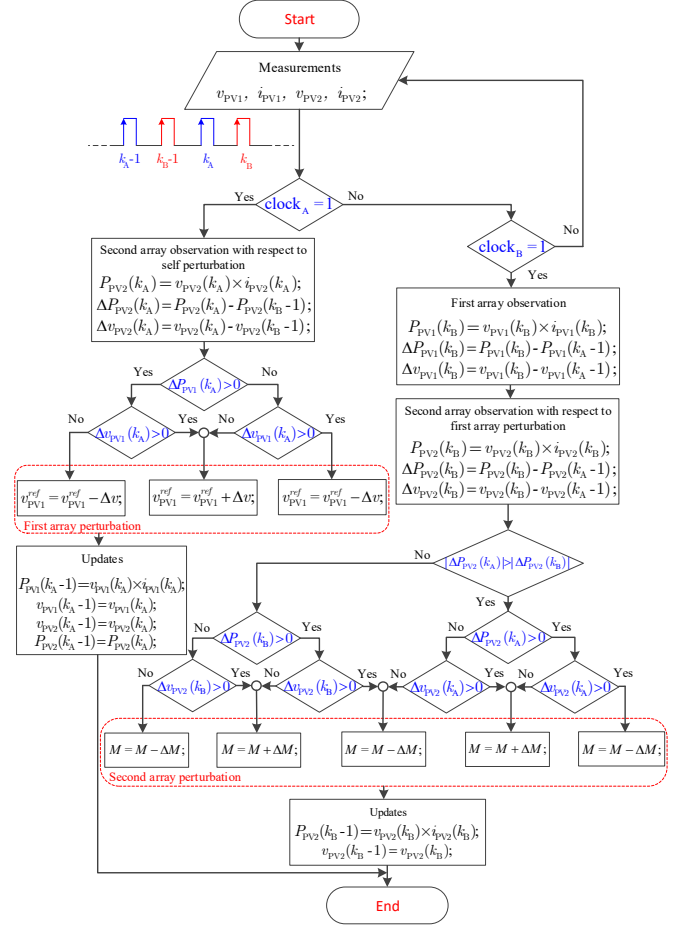 Start
Measurements
v_PV1, i_PV1, v_PV2, i_PV2;
k_A-1 k_B-1 k_A k_B
Yes No
clock_A = 1
clock_B = 1
No
Yes
Second array observation with respect to
self perturbation
P_PV2(k_A) = v_PV2(k_A) × i_PV2(k_A);
ΔP_PV2(k_A) = P_PV2(k_A) - P_PV2(k_B-1);
Δv_PV2(k_A) = v_PV2(k_A) - v_PV2(k_B-1);
First array observation
P_PV1(k_B) = v_PV1(k_B) × i_PV1(k_B);
ΔP_PV1(k_B) = P_PV1(k_B) - P_PV1(k_A-1);
Δv_PV1(k_B) = v_PV1(k_B) - v_PV1(k_A-1);
Yes No
ΔP_PV1(k_A)>0
No Yes No Yes
Δv_PV1(k_A)>0 Δv_PV1(k_A)>0
Second array observation with respect to
first array perturbation
P_PV2(k_B) = v_PV2(k_B) × i_PV2(k_B);
ΔP_PV2(k_B) = P_PV2(k_B) - P_PV2(k_A-1);
Δv_PV2(k_B) = v_PV2(k_B) - v_PV2(k_A-1);
v_PV1^ref = v_PV1^ref - Δv; v_PV1^ref = v_PV1^ref + Δv; v_PV1^ref = v_PV1^ref - Δv;
First array perturbation
Updates
P_PV1(k_A-1) = v_PV1(k_A) × i_PV1(k_A);
v_PV1(k_A-1) = v_PV1(k_A);
v_PV2(k_A-1) = v_PV2(k_A);
P_PV2(k_A-1) = P_PV2(k_A);
No
|ΔP_PV2(k_A)|>|ΔP_PV2(k_B)|
Yes
No Yes No Yes
ΔP_PV2(k_B)>0 ΔP_PV2(k_A)>0
No Yes No Yes No Yes No Yes
Δv_PV2(k_B)>0 Δv_PV2(k_B)>0 Δv_PV2(k_A)>0 Δv_PV2(k_A)>0
M = M - ΔM; M = M + ΔM; M = M - ΔM; M = M + ΔM; M = M - ΔM;
Second array perturbation
Updates
P_PV2(k_B-1) = v_PV2(k_B) × i_PV2(k_B);
v_PV2(k_B-1) = v_PV2(k_B);
End